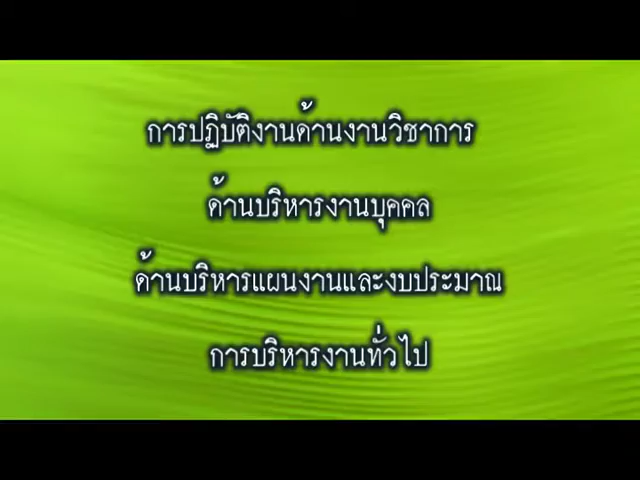 การปฏิบัติงานด้านงานวิชาการ
ด้านบริหารงานบุคคล
ด้านบริหารแผนงานและงบประมาณ
การบริหารงานทั่วไป